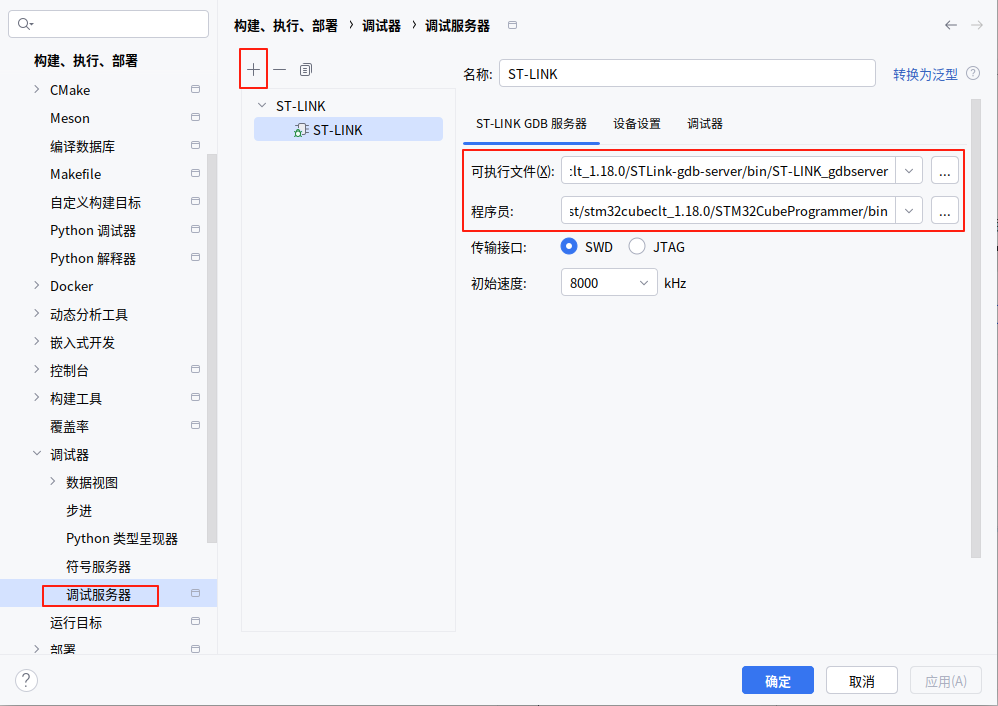 构建、执行、部署 › 调试器 › 调试服务器
构建、执行、部署
CMake
Meson
编译数据库
Makefile
自定义构建目标
Python 调试器
Python 解释器
Docker
动态分析工具
嵌入式开发
控制台
构建工具
覆盖率
调试器
数据视图
步进
Python 类型呈现器
符号服务器
调试服务器
运行目标
部署
ST-LINK
ST-LINK
名称: ST-LINK 转换为泛型 ?
ST-LINK GDB 服务器 设备设置 调试器
可执行文件(X): :lt_1.18.0/STLink-gdb-server/bin/ST-LINK_gdbserver ...
程序员: st/stm32cubeclt_1.18.0/STM32CubeProgrammer/bin ...
传输接口: SWD JTAG
初始速度: 8000 kHz
? 确定 取消 应用(A)